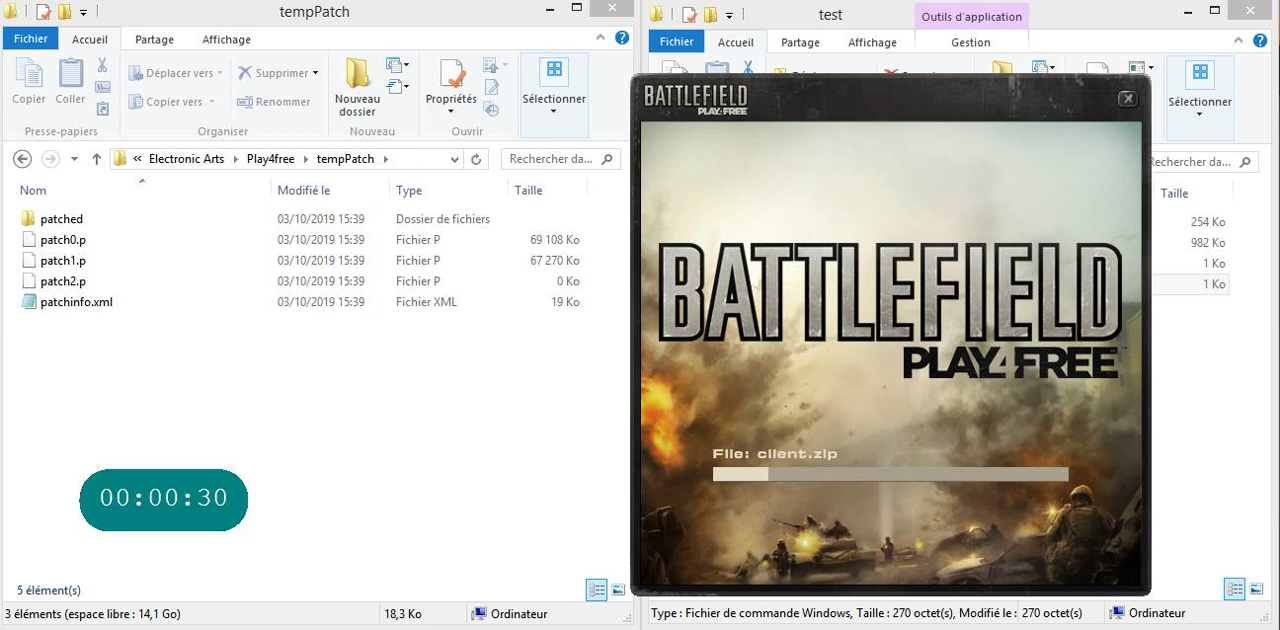 tempPatch
Fichier Accueil Partage Affichage
Copier Coller
Déplacer vers
Copier vers
Supprimer
Renommer
Nouveau dossier
Propriétés
Sélectionner
Presse-papiers Organiser Nouveau Ouvrir
« Electronic Arts Play4free tempPatch
Rechercher da...
Nom Modifié le Type Taille
patched 03/10/2019 15:39 Dossier de fichiers
patch0.p 03/10/2019 15:39 Fichier P 69 108 Ko
patch1.p 03/10/2019 15:39 Fichier P 67 270 Ko
patch2.p 03/10/2019 15:39 Fichier P 0 Ko
patchinfo.xml 03/10/2019 15:39 Fichier XML 19 Ko
00:00:30
5 élément(s)
3 éléments (espace libre : 14,1 Go) 18,3 Ko Ordinateur
test
Outils d'application
Fichier Accueil Partage Affichage Gestion
Sélectionner
Rechercher da...
Taille
254 Ko
982 Ko
1 Ko
1 Ko
BATTLEFIELD
PLAY4FREE
BATTLEFIELD
PLAY4FREE
File: client.zip
Type : Fichier de commande Windows, Taille : 270 octet(s), Modifié le : 270 octet(s) Ordinateur